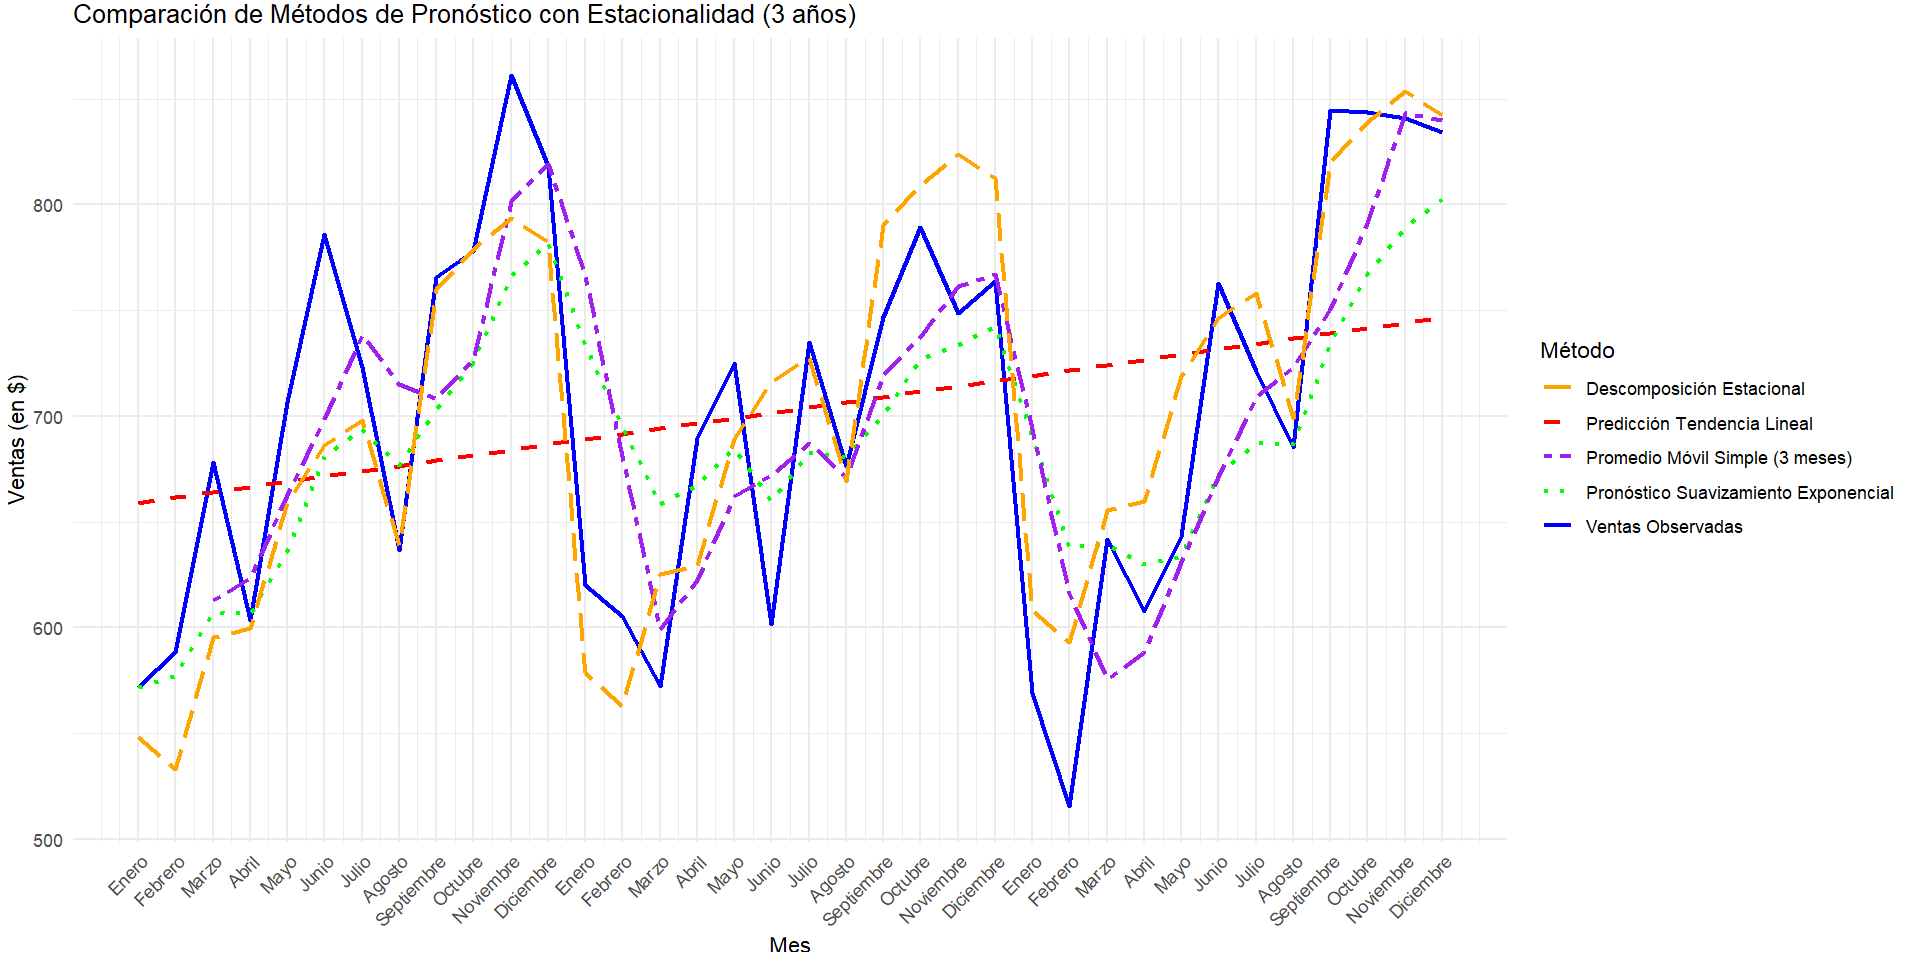 Comparación de Métodos de Pronóstico con Estacionalidad (3 años)
Ventas (en $)
800
700
600
500
Enero
Febrero
Marzo
Abril
Mayo
Junio
Julio
Agosto
Septiembre
Octubre
Noviembre
Diciembre
Enero
Febrero
Marzo
Abril
Mayo
Junio
Julio
Agosto
Septiembre
Octubre
Noviembre
Diciembre
Enero
Febrero
Marzo
Abril
Mayo
Junio
Julio
Agosto
Septiembre
Octubre
Noviembre
Diciembre
Mes
Método
Descomposición Estacional
Predicción Tendencia Lineal
Promedio Móvil Simple (3 meses)
Pronóstico Suavizamiento Exponencial
Ventas Observadas